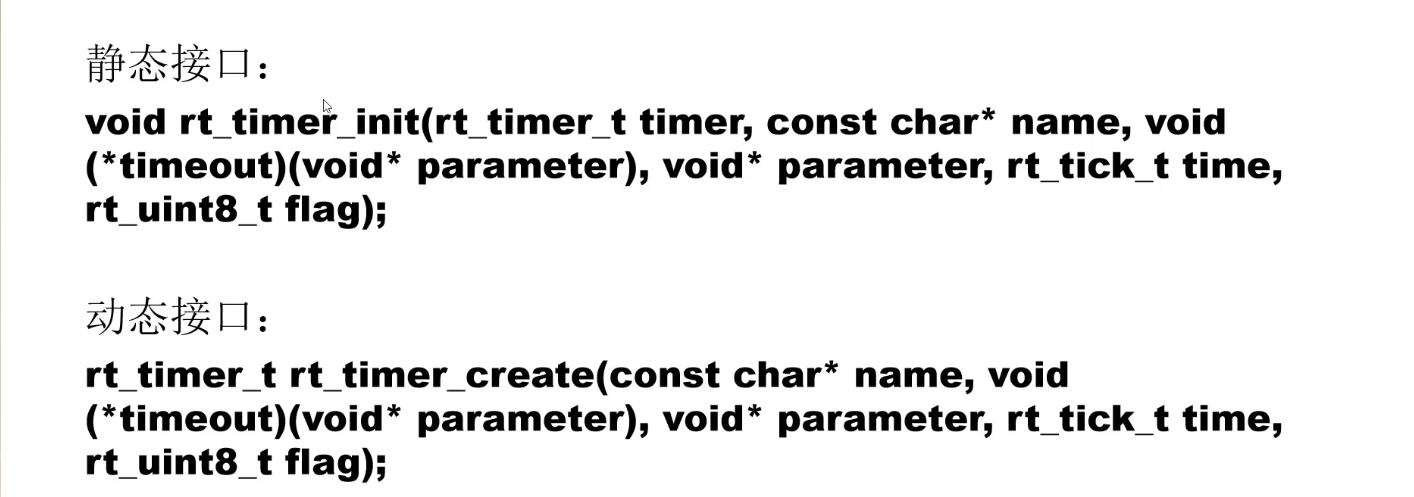 静态接口：
void rt_timer_init(rt_timer_t timer, const char* name, void
(*timeout)(void* parameter), void* parameter, rt_tick_t time,
rt_uint8_t flag);
动态接口：
rt_timer_t rt_timer_create(const char* name, void
(*timeout)(void* parameter), void* parameter, rt_tick_t time,
rt_uint8_t flag);